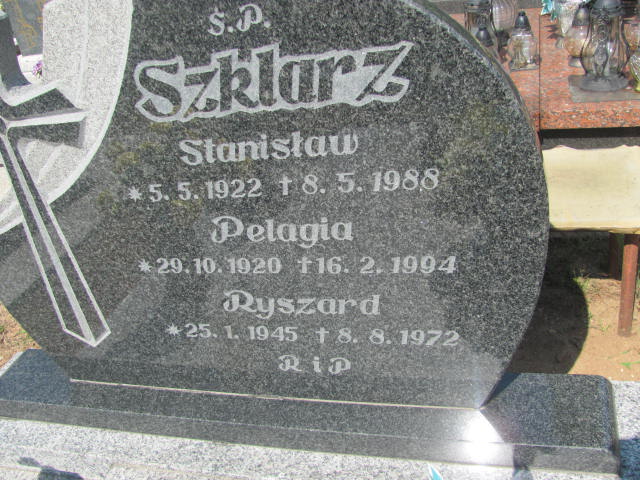 Ś.P.
Szklarz
Stanisław
*5.5.1922 †8.5.1988
Pelagia
*29.10.1920 †16.2.1994
Ryszard
*25.1.1945 †8.8.1972
RiP